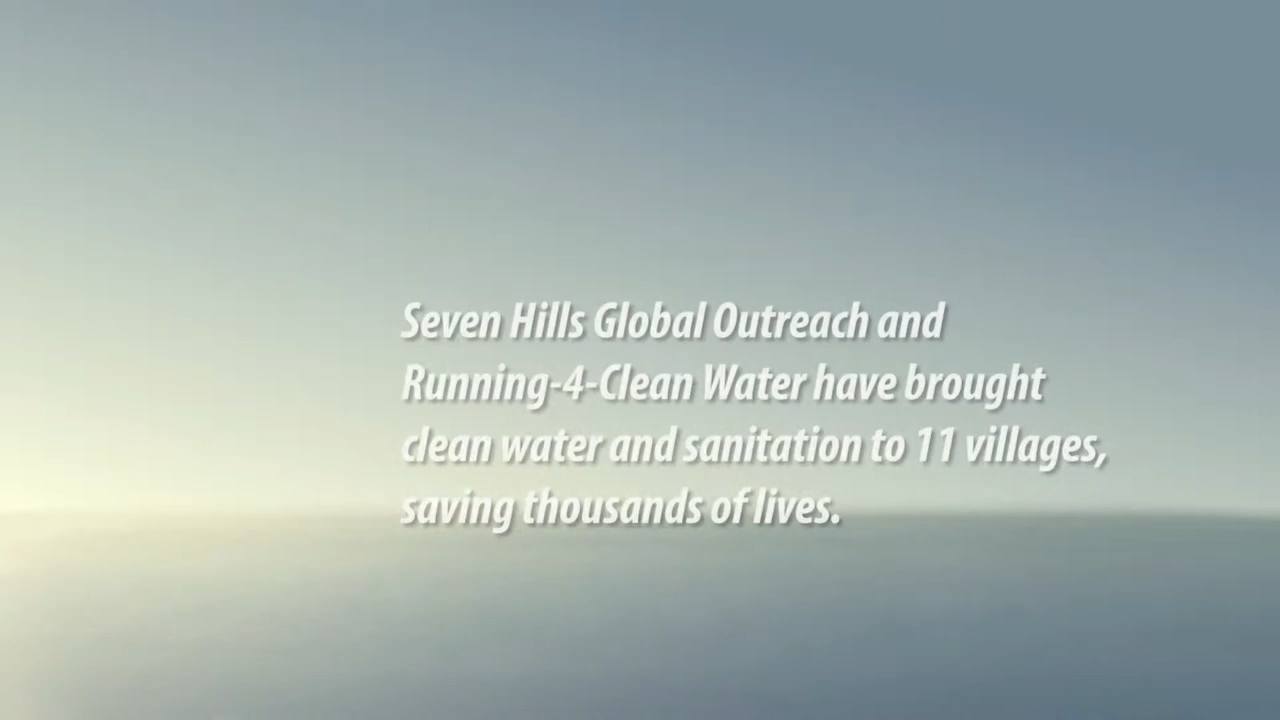 Seven Hills Global Outreach and
Running-4-Clean Water have brought
clean water and sanitation to 11 villages,
saving thousands of lives.